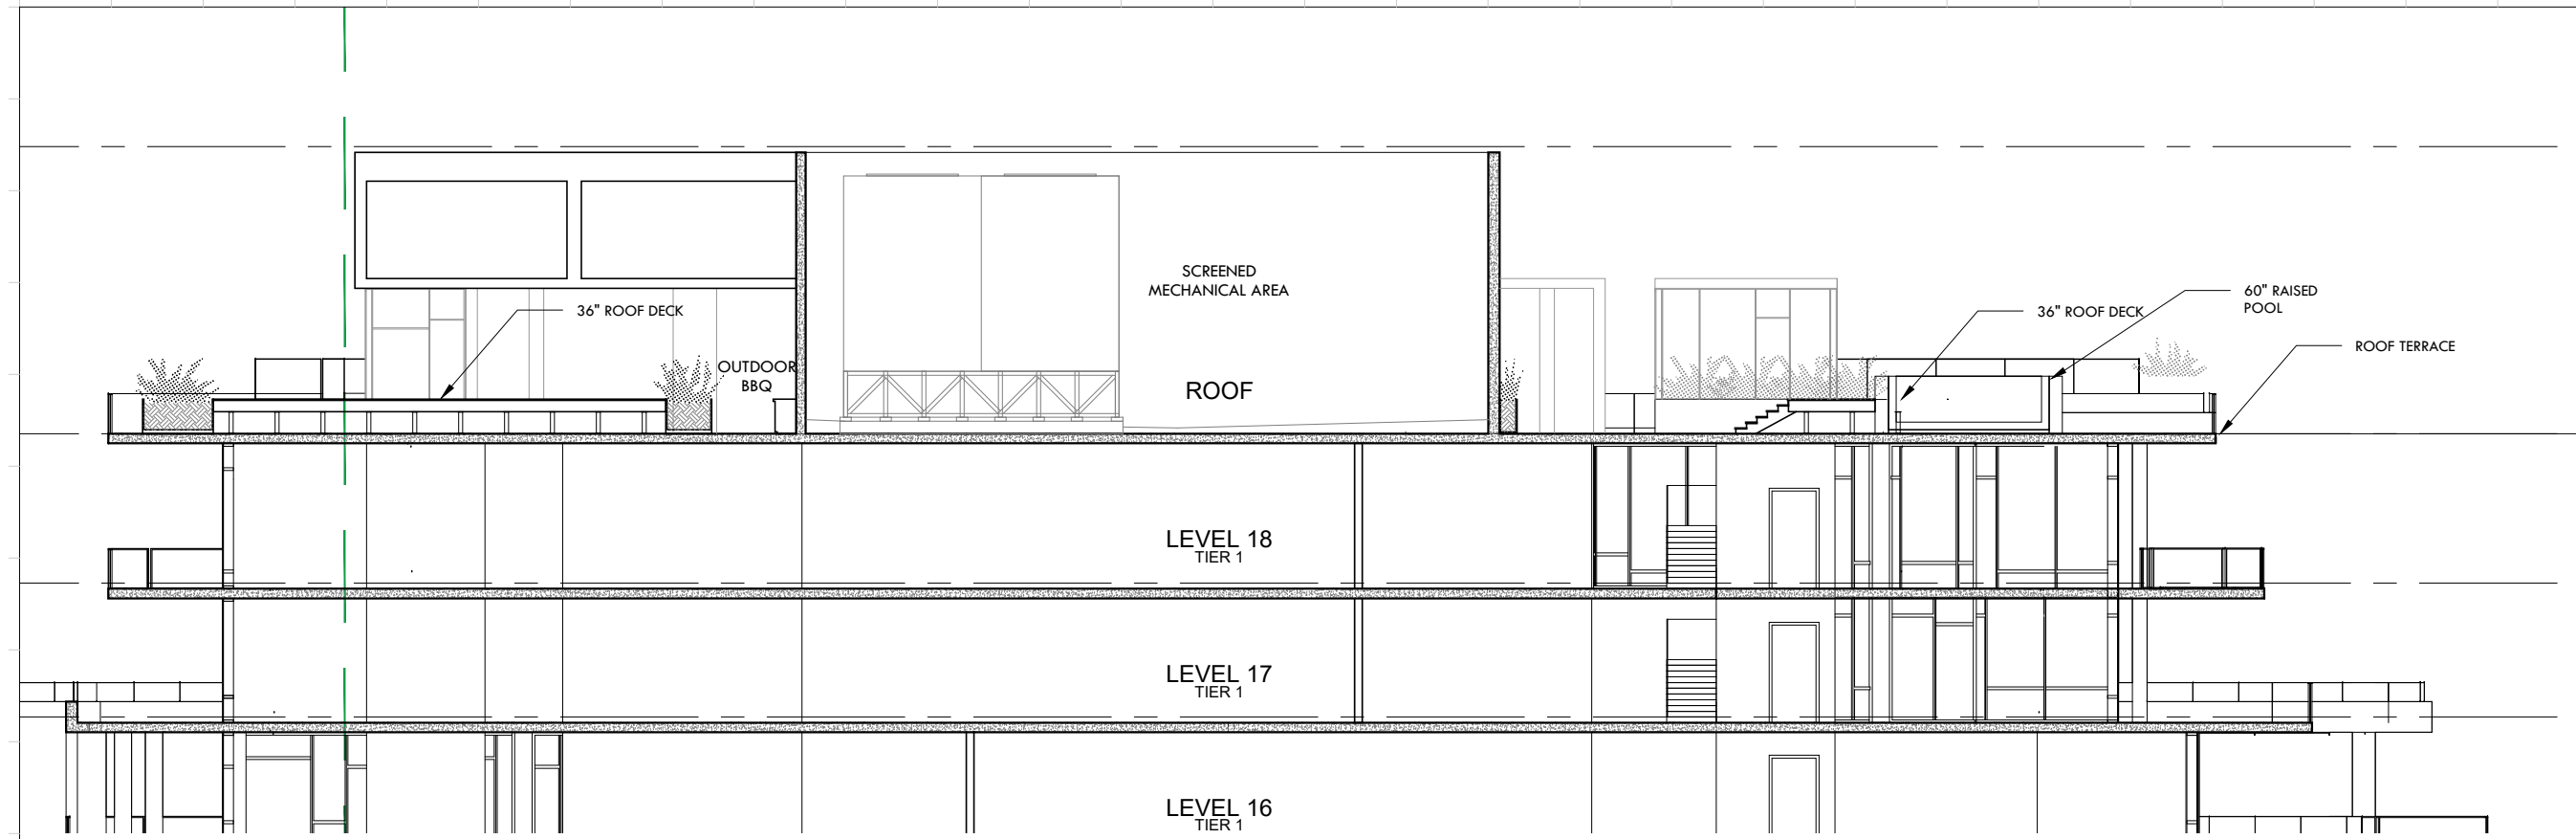 SCREENED
MECHANICAL AREA
36" ROOF DECK
60" RAISED
POOL
36" ROOF DECK
ROOF TERRACE
OUTDOOR
BBQ
ROOF
LEVEL 18
TIER 1
LEVEL 17
TIER 1
LEVEL 16
TIER 1